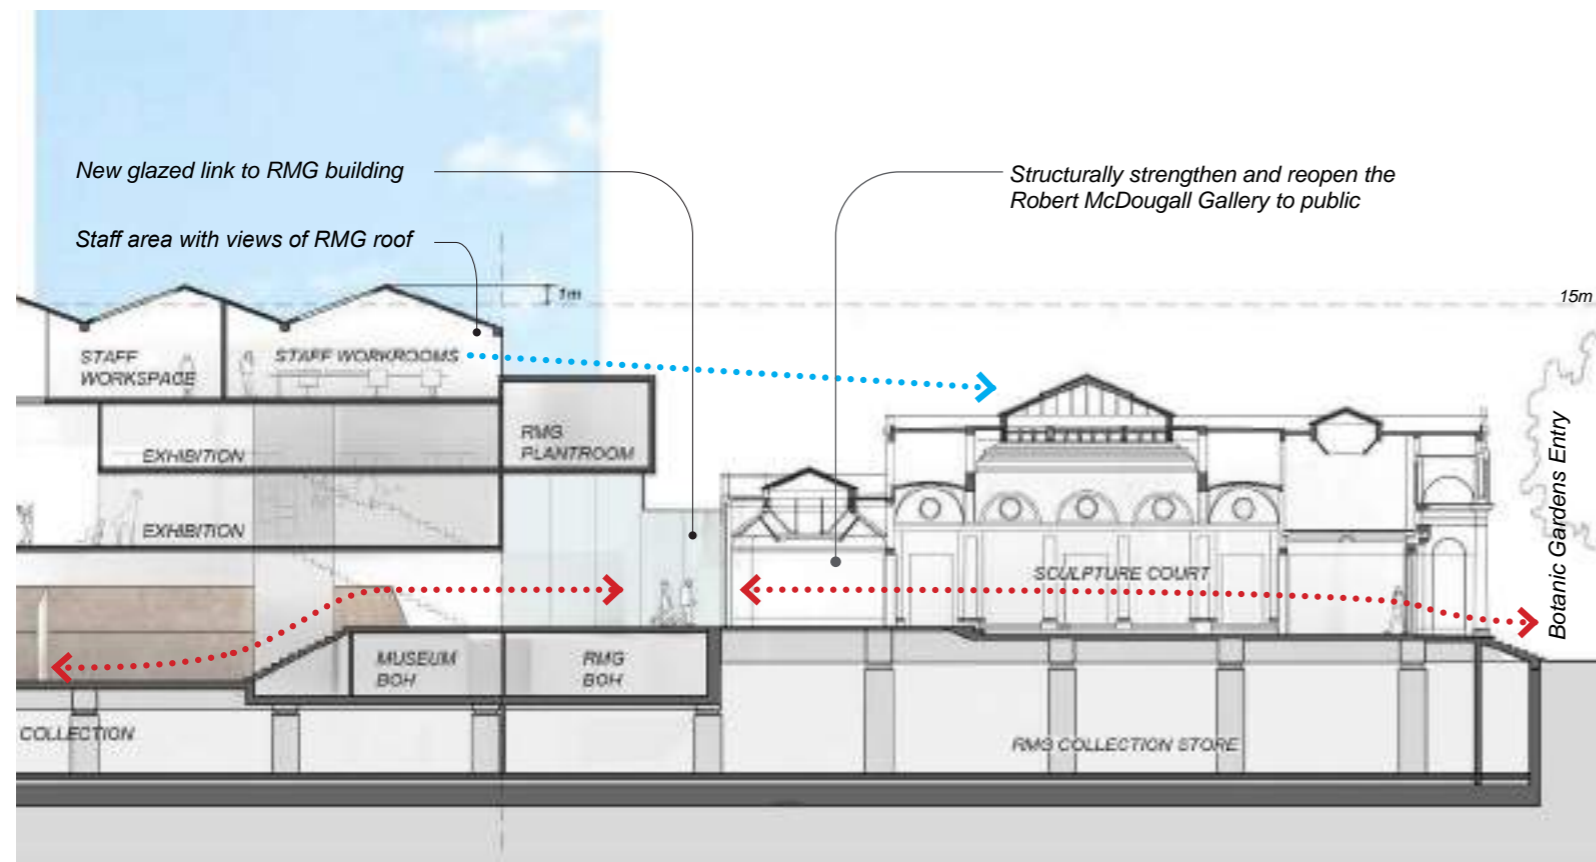 New glazed link to RMG building
Structurally strengthen and reopen the
Robert McDougall Gallery to public
Staff area with views of RMG roof
1m
15m
STAFF
WORKSPACE
STAFF WORKROOMS
RMG
PLANTROOM
EXHIBITION
EXHIBITION
SCULPTURE COURT
Botanic Gardens Entry
MUSEUM
BOH
RMG
BOH
COLLECTION
RMG COLLECTION STORE